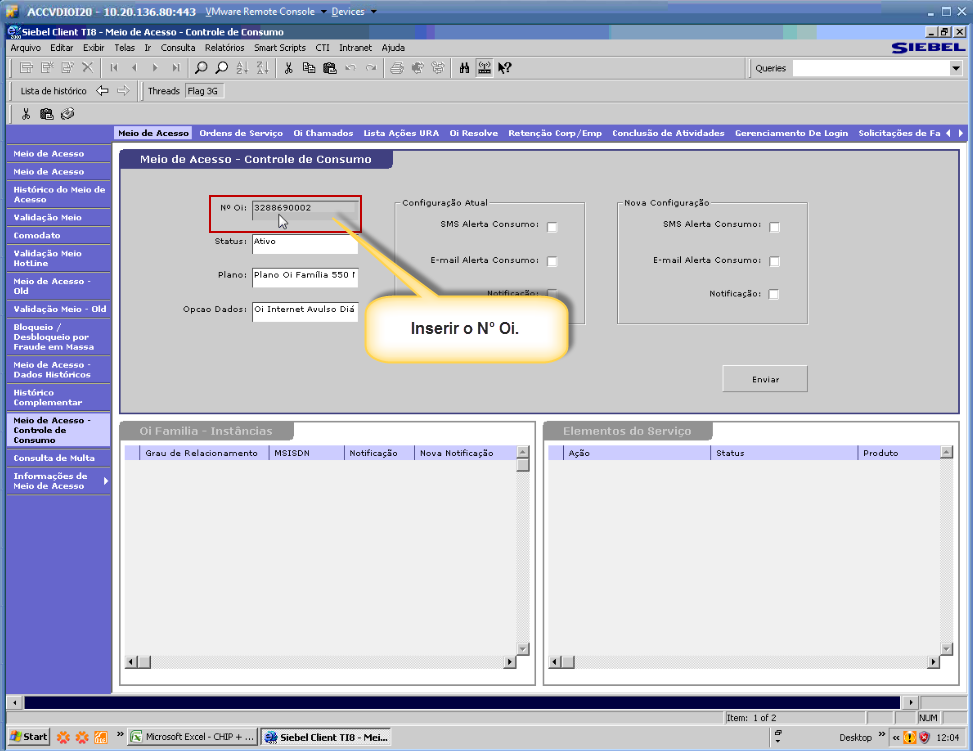 ACCVDIOI20 - 10.20.136.80:443 VMware Remote Console Devices
Siebel Client TI8 - Meio de Acesso - Controle de Consumo
Arquivo Editar Exibir Telas Ir Consulta Relatórios Smart Scripts CTI Intranet Ajuda
SIEBEL
Queries
Lista de histórico Threads Flag 3G
Meio de Acesso Ordens de Serviço Oi Chamados Lista Ações URA Oi Resolve Retenção Corp/Emp Conclusão de Atividades Gerenciamento De Login Solicitações de Fa
Meio de Acesso
Meio de Acesso
Histórico do Meio de
Acesso
Validação Meio
Comodato
Validação Meio
HotLine
Meio de Acesso -
Old
Validação Meio - Old
Bloqueio /
Desbloqueio por
Fraude em Massa
Meio de Acesso -
Dados Históricos
Histórico
Complementar
Meio de Acesso -
Controle de
Consumo
Consulta de Multa
Informações de
Meio de Acesso
Meio de Acesso - Controle de Consumo
Nº Oi: 3288690002
Status: Ativo
Plano: Plano Oi Família 550 M
Opcao Dados: Oi Internet Avulso Diá
Configuração Atual
SMS Alerta Consumo:
E-mail Alerta Consumo:
Notificação:
Nova Configuração
SMS Alerta Consumo:
E-mail Alerta Consumo:
Notificação:
Inserir o N° Oi.
Enviar
Oi Familia - Instâncias
Grau de Relacionamento MSISDN Notificação Nova Notificação
Elementos do Serviço
Ação Status Produto
Item: 1 of 2
NUM
Start
Microsoft Excel - CHIP + ...
Siebel Client TI8 - Mei...
Desktop
12:04